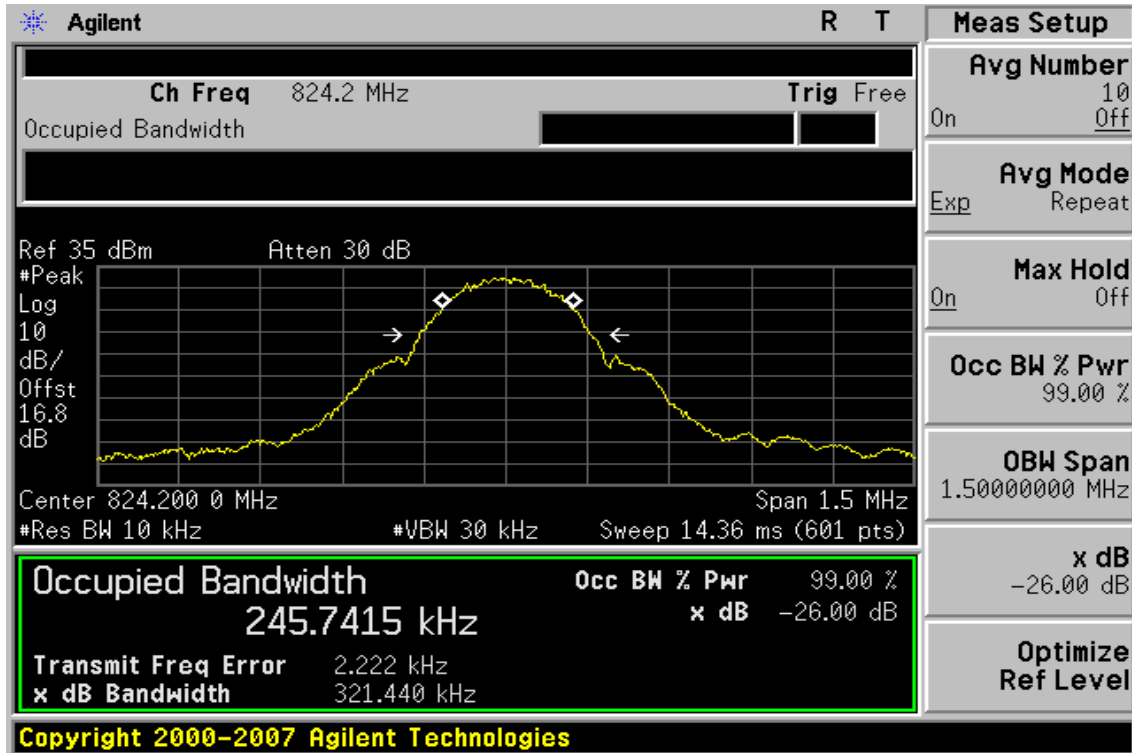 Agilent R T
Ch Freq 824.2 MHz Trig Free
Occupied Bandwidth
Ref 35 dBm Atten 30 dB
#Peak
Log
10
dB/
Offst
16.8
dB
Center 824.200 0 MHz Span 1.5 MHz
#Res BW 10 kHz #VBW 30 kHz Sweep 14.36 ms (601 pts)
Occupied Bandwidth Occ BW % Pwr 99.00 %
245.7415 kHz x dB -26.00 dB
Transmit Freq Error 2.222 kHz
x dB Bandwidth 321.440 kHz
Copyright 2000-2007 Agilent Technologies
Meas Setup
Avg Number
10
On Off
Avg Mode
Exp Repeat
Max Hold
On Off
Occ BW % Pwr
99.00 %
OBW Span
1.50000000 MHz
x dB
-26.00 dB
Optimize
Ref Level